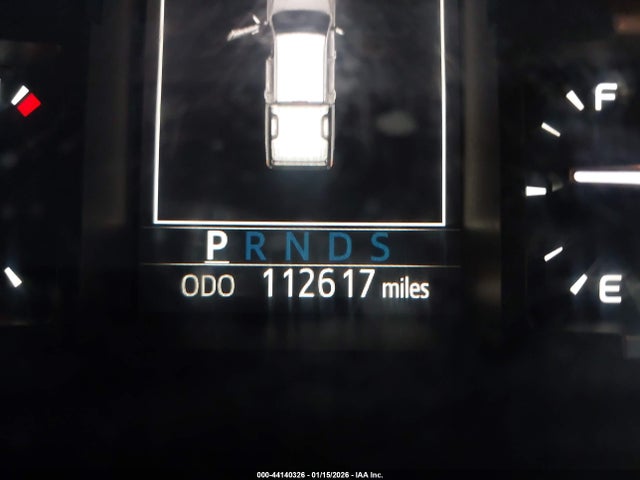 F
P R N D S
ODO 112617 miles
E
000-44140326 - 01/15/2026 - IAA Inc.